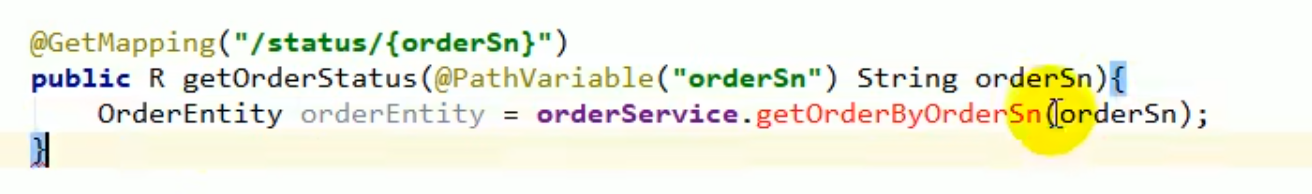 @GetMapping("/status/{orderSn}")
public R getOrderStatus(@PathVariable("orderSn") String orderSn){
    OrderEntity orderEntity = orderService.getOrderByOrderSn(orderSn);
}